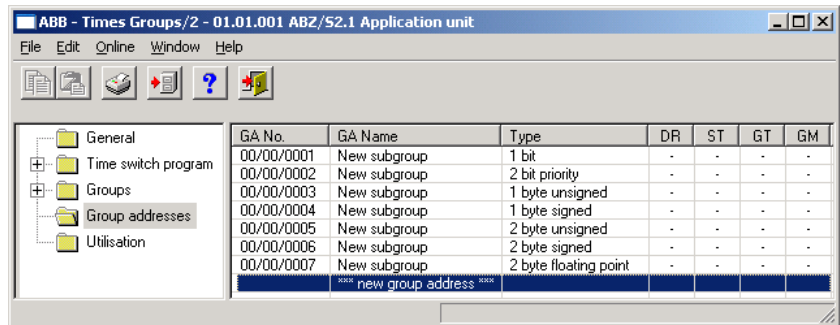 ABB - Times Groups/2 - 01.01.001 ABZ/S2.1 Application unit
File Edit Online Window Help
General
Time switch program
Groups
Group addresses
Utilisation
GA No. GA Name Type DR ST GT GM
00/00/0001 New subgroup 1 bit - - - -
00/00/0002 New subgroup 2 bit priority - - - -
00/00/0003 New subgroup 1 byte unsigned - - - -
00/00/0004 New subgroup 1 byte signed - - - -
00/00/0005 New subgroup 2 byte unsigned - - - -
00/00/0006 New subgroup 2 byte signed - - - -
00/00/0007 New subgroup 2 byte floating point - - - -
*** new group address ***